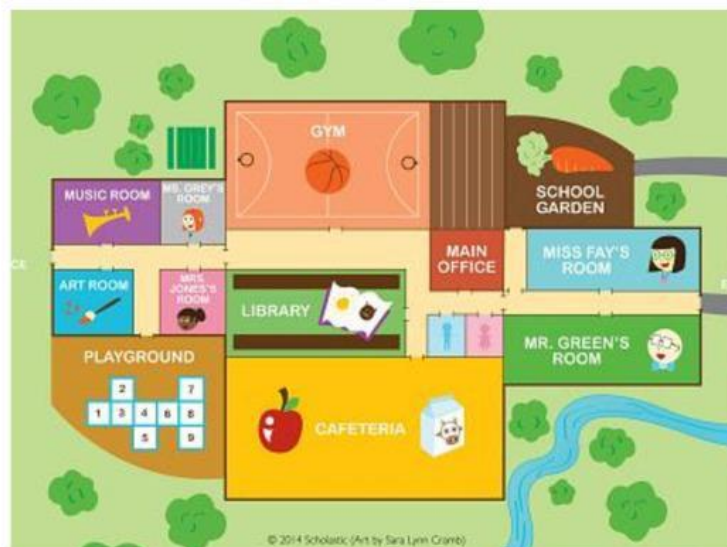 GYM
MUSIC ROOM
MS. GREY'S
ROOM
SCHOOL
GARDEN
MAIN
OFFICE
MISS FAY'S
ROOM
CE
ART ROOM
MRS.
JONES'S
ROOM
LIBRARY
MR. GREEN'S
ROOM
PLAYGROUND
2 7
1 3 4 6 8
5 9
CAFETERIA
© 2014 Scholastic (Art by Sara Lynn Cramb)